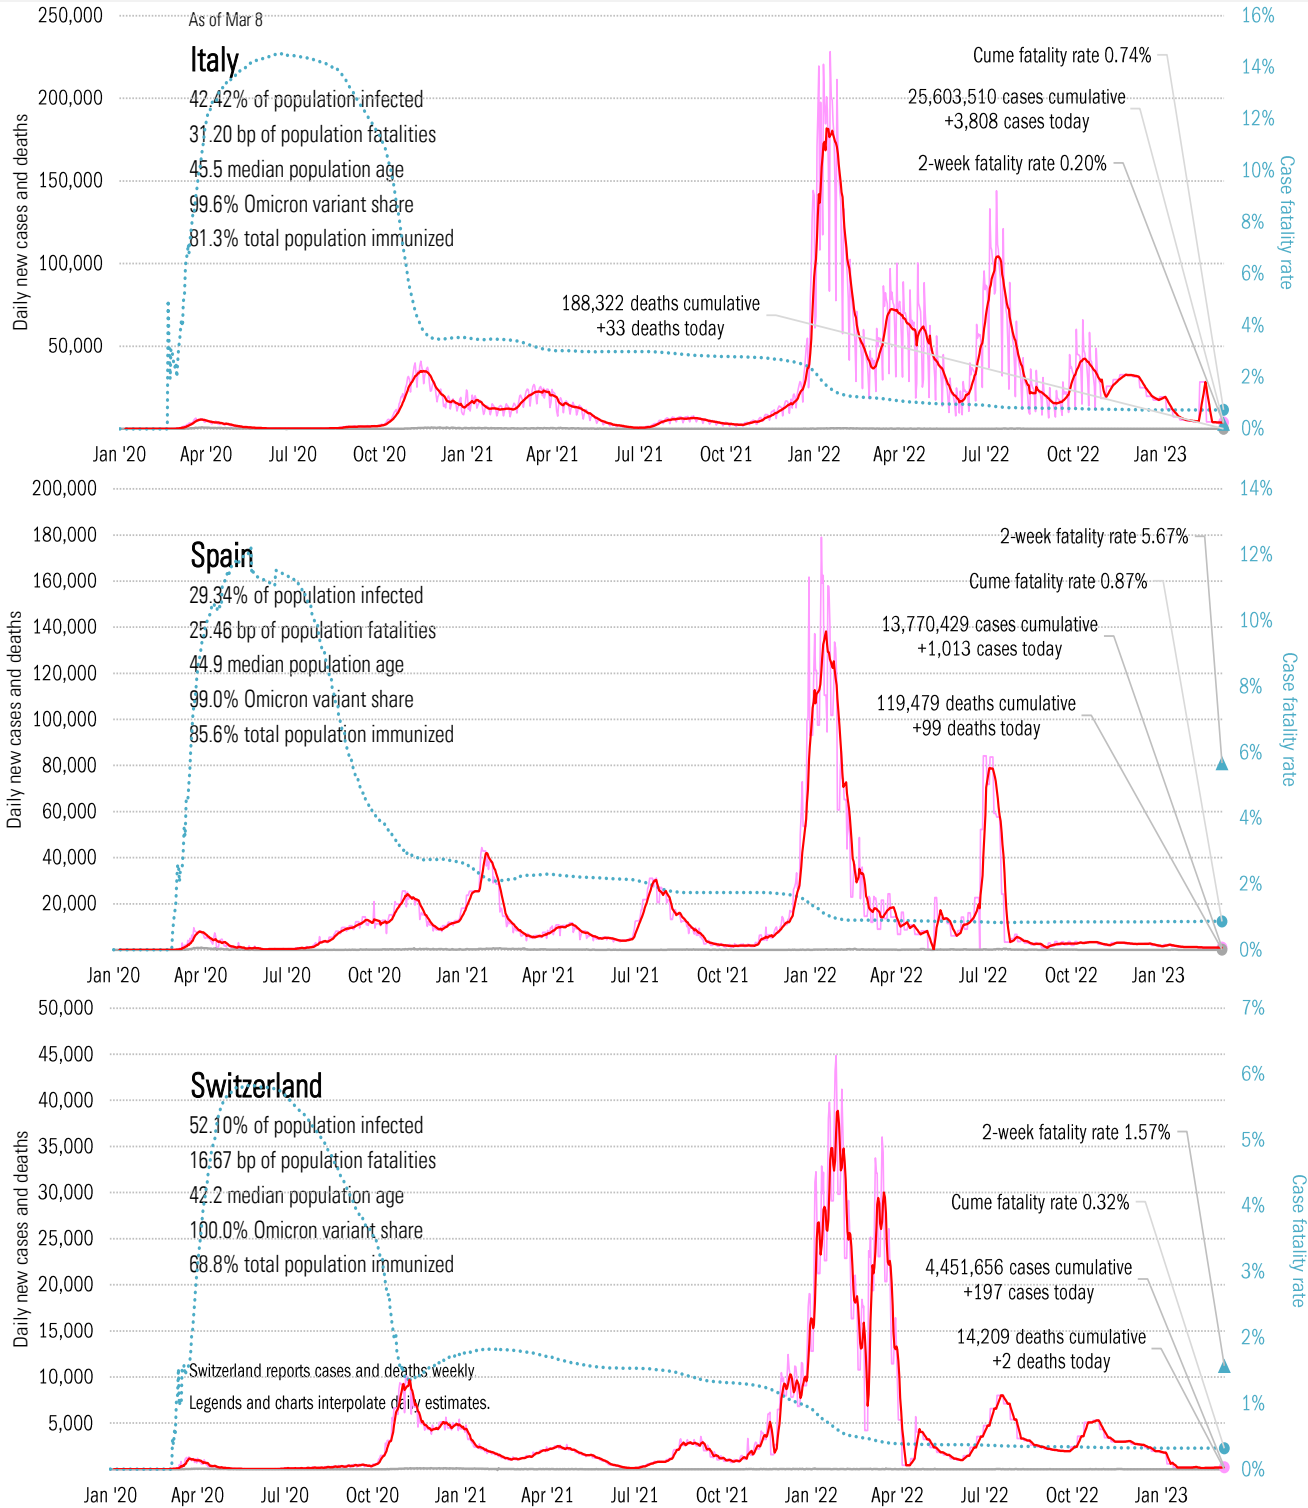 As of Mar 8
Italy
42.42% of population infected
31.20 bp of population fatalities
45.5 median population age
99.6% Omicron variant share
81.3% total population immunized
Cume fatality rate 0.74%
25,603,510 cases cumulative
+3,808 cases today
2-week fatality rate 0.20%
188,322 deaths cumulative
+33 deaths today
Daily new cases and deaths
250,000
200,000
150,000
100,000
50,000
Case fatality rate
16%
14%
12%
10%
8%
6%
4%
2%
0%
Jan '20 Apr '20 Jul '20 Oct '20 Jan '21 Apr '21 Jul '21 Oct '21 Jan '22 Apr '22 Jul '22 Oct '22 Jan '23
Spain
29.34% of population infected
25.46 bp of population fatalities
44.9 median population age
99.0% Omicron variant share
85.6% total population immunized
2-week fatality rate 5.67%
Cume fatality rate 0.87%
13,770,429 cases cumulative
+1,013 cases today
119,479 deaths cumulative
+99 deaths today
Daily new cases and deaths
200,000
180,000
160,000
140,000
120,000
100,000
80,000
60,000
40,000
20,000
Case fatality rate
14%
12%
10%
8%
6%
4%
2%
0%
Jan '20 Apr '20 Jul '20 Oct '20 Jan '21 Apr '21 Jul '21 Oct '21 Jan '22 Apr '22 Jul '22 Oct '22 Jan '23
Switzerland
52.10% of population infected
16.67 bp of population fatalities
42.2 median population age
100.0% Omicron variant share
68.8% total population immunized
Switzerland reports cases and deaths weekly
Legends and charts interpolate daily estimates.
2-week fatality rate 1.57%
Cume fatality rate 0.32%
4,451,656 cases cumulative
+197 cases today
14,209 deaths cumulative
+2 deaths today
Daily new cases and deaths
50,000
45,000
40,000
35,000
30,000
25,000
20,000
15,000
10,000
5,000
Case fatality rate
7%
6%
5%
4%
3%
2%
1%
0%
Jan '20 Apr '20 Jul '20 Oct '20 Jan '21 Apr '21 Jul '21 Oct '21 Jan '22 Apr '22 Jul '22 Oct '22 Jan '23